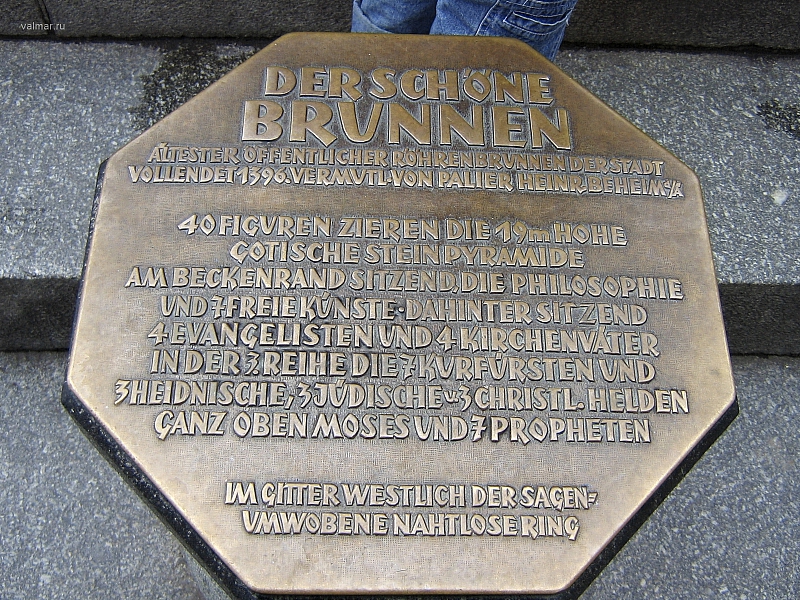 valmar.ru
DER SCHÖNE
BRUNNEN
ÄLTESTER ÖFFENTLICHER RÖHRENBRUNNEN DER STADT
VOLLENDET 1396. VERMUTL. VON PALIER HEINR. BEHEIM
40 FIGUREN ZIEREN DIE 19m HOHE
GOTISCHE STEINPYRAMIDE
AM BECKENRAND SITZEND, DIE PHILOSOPHIE
UND 7 FREIE KÜNSTE · DAHINTER SITZEND
4 EVANGELISTEN UND 4 KIRCHENVÄTER
IN DER 3. REIHE DIE 7 KURFÜRSTEN UND
3 HEIDNISCHE, 3 JÜDISCHE u. 3 CHRISTL. HELDEN
GANZ OBEN MOSES UND 7 PROPHETEN
IM GITTER WESTLICH DER SAGEN=
UMWOBENE NAHTLOSE RING